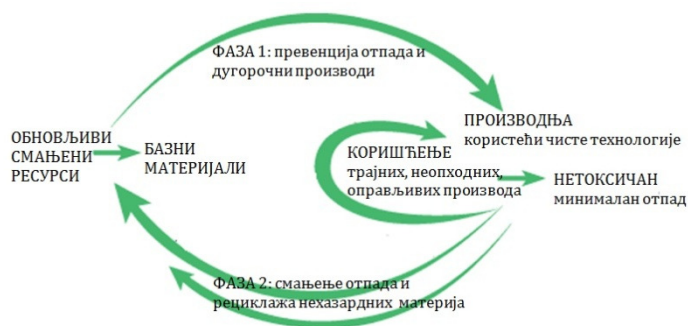 ФАЗА 1: превенција отпада и
дугорочни производи
ОБНОВЉИВИ
СМАЊЕНИ
РЕСУРСИ
БАЗНИ
МАТЕРИЈАЛИ
КОРИШЋЕЊЕ
трајних, неопходних,
оправљивих производа
ПРОИЗВОДЊА
користећи чисте технологије
НЕТОКСИЧАН
минималан отпад
ФАЗА 2: смањење отпада и
рециклажа нехазардних материја